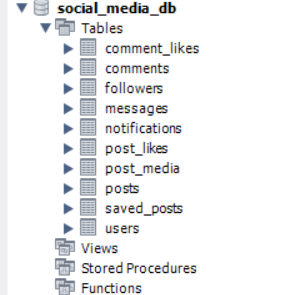 social_media_db
Tables
comment_likes
comments
followers
messages
notifications
post_likes
post_media
posts
saved_posts
users
Views
Stored Procedures
Functions